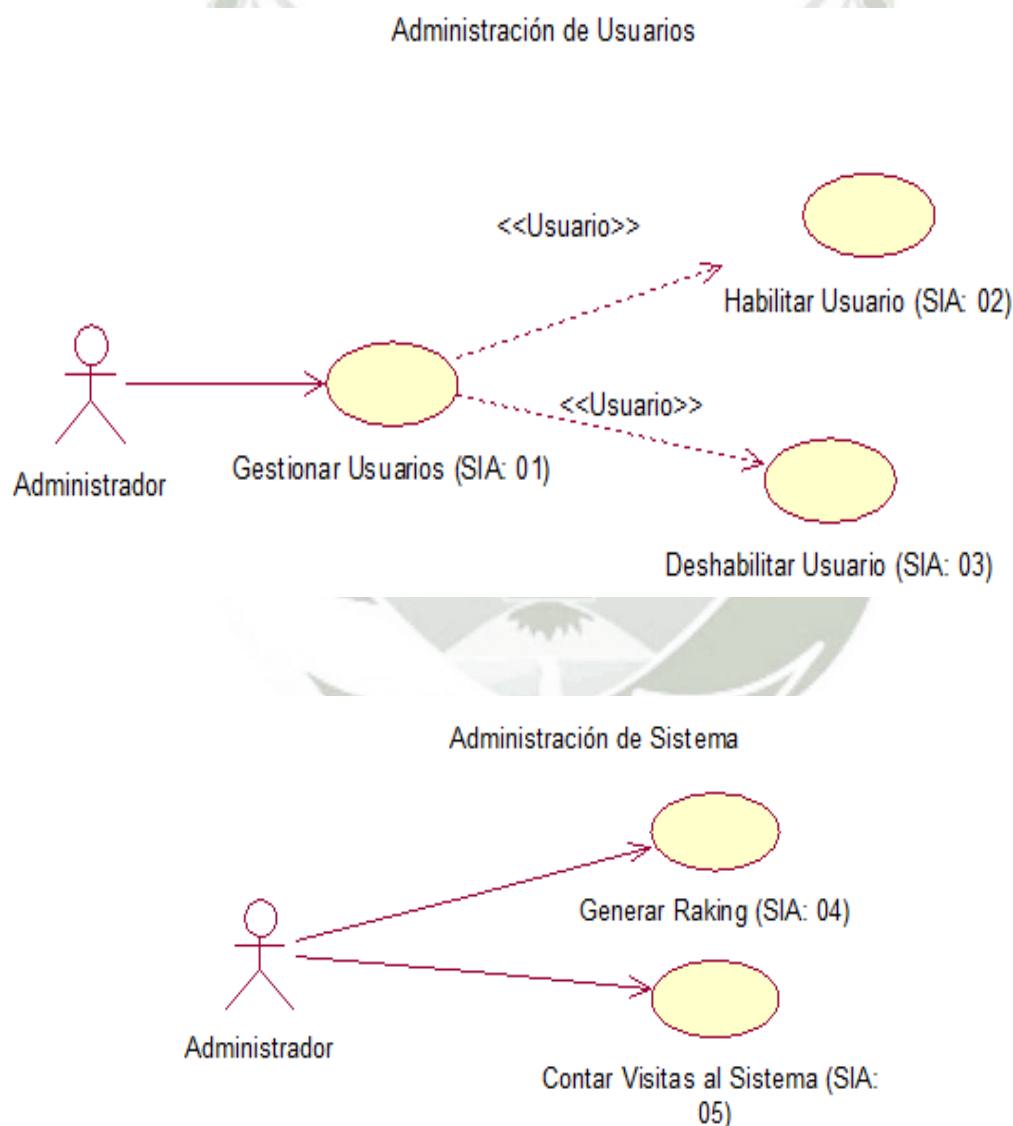 Administración de Usuarios
<<Usuario>>
Habilitar Usuario (SIA: 02)
<<Usuario>>
Gestionar Usuarios (SIA: 01)
Administrador
Deshabilitar Usuario (SIA: 03)
Administración de Sistema
Generar Raking (SIA: 04)
Administrador
Contar Visitas al Sistema (SIA:
05)